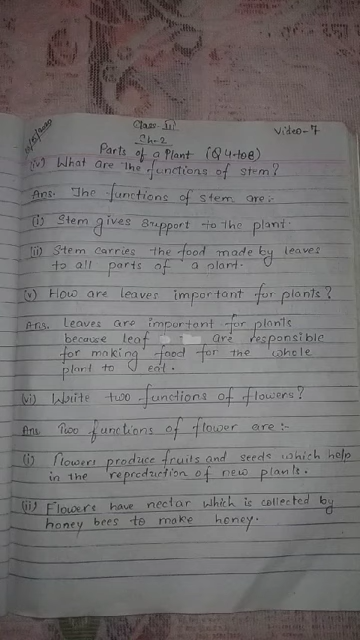 Class-III
Video-7
Ch-2
Parts of a Plant (Q 4 to 6)
(iv) What are the functions of stem?
Ans. The functions of stem are:-
(i) Stem gives support to the plant.
(ii) Stem carries the food made by leaves
to all parts of a plant.
(v) How are leaves important for plants?
Ans. Leaves are important for plants
because leaf are responsible
for making food for the whole
plant to eat.
(vi) Write two functions of flowers?
Ans Two functions of flower are :-
(i) Flowers produce fruits and seeds which help
in the reproduction of new plants.
(ii) Flowers have nectar which is collected by
honey bees to make honey.